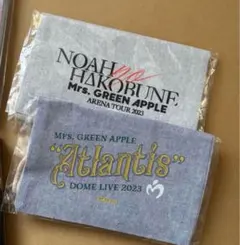 NOAH no
HAKOBUNE
Mrs. GREEN APPLE
ARENA TOUR 2023
MRS. GREEN APPLE
"Atlantis"
DOME LIVE 2023